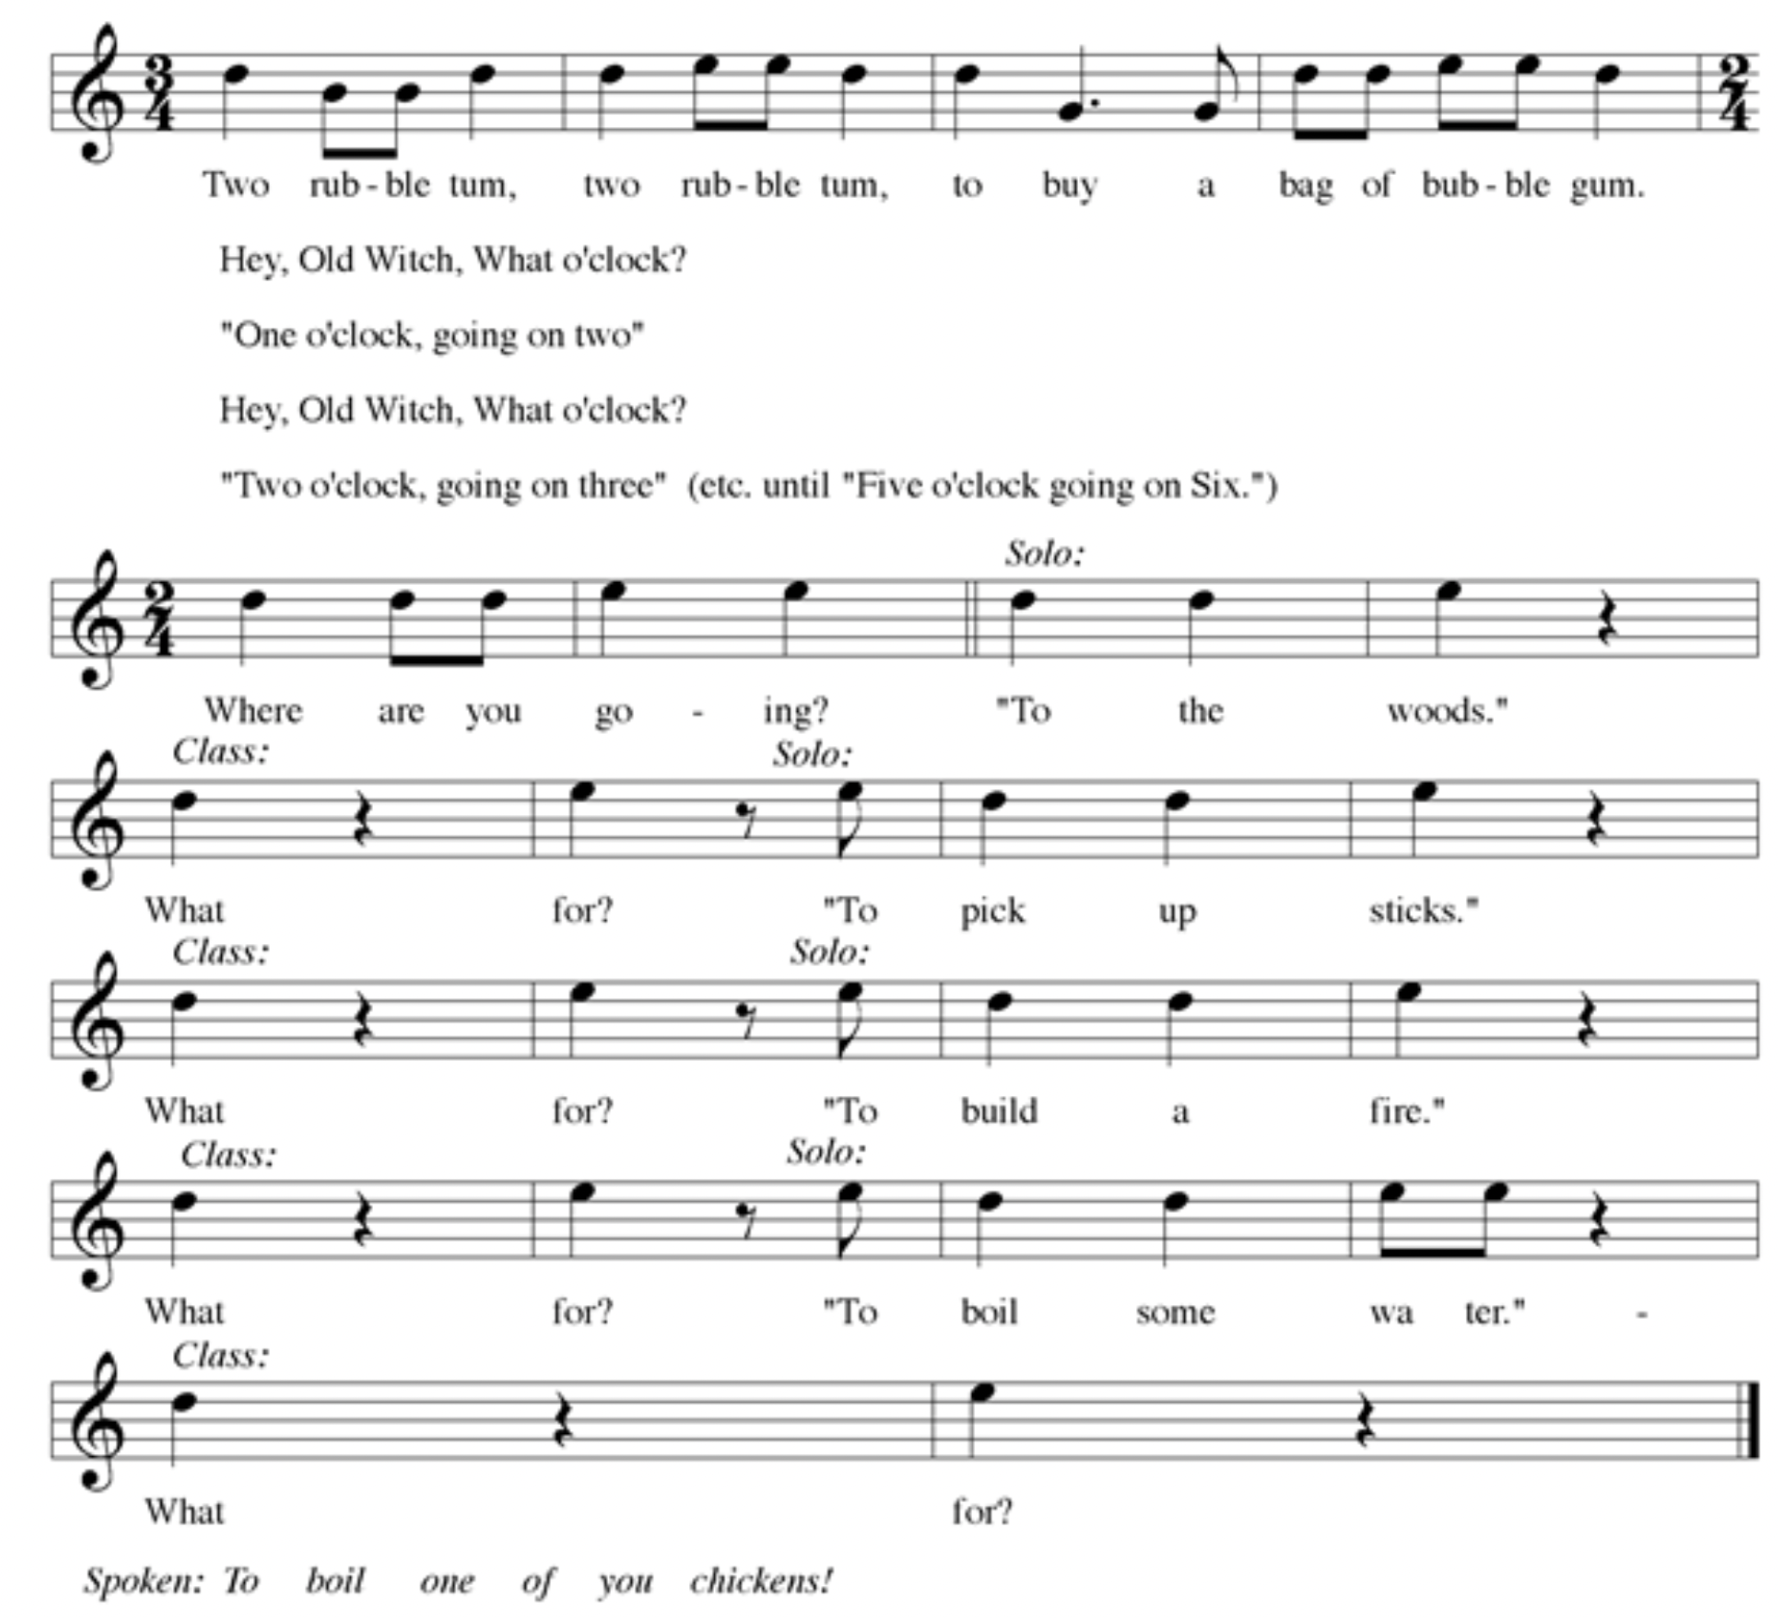 3 4 2 4
Two rub - ble tum, two rub - ble tum, to buy a bag of bub - ble gum.
Hey, Old Witch, What o'clock?
"One o'clock, going on two"
Hey, Old Witch, What o'clock?
"Two o'clock, going on three" (etc. until "Five o'clock going on Six.")
Solo:
2 4
Where are you go - ing? "To the woods."
Class: Solo:
What for? "To pick up sticks."
Class: Solo:
What for? "To build a fire."
Class: Solo:
What for? "To boil some wa ter." -
Class:
What for?
Spoken: To boil one of you chickens!